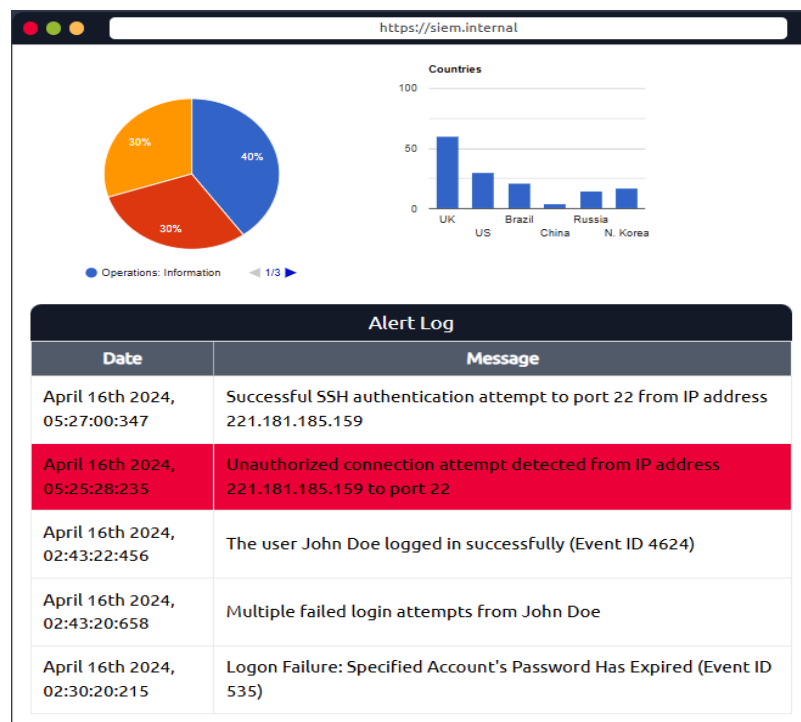 https://siem.internal
Countries
100
30%
40%
50
30%
0
UK
Brazil
Russia
US
China
N. Korea
Operations: Information
1/3
Alert Log
Date
Message
April 16th 2024,
05:27:00:347
Successful SSH authentication attempt to port 22 from IP address
221.181.185.159
April 16th 2024,
05:25:28:235
Unauthorized connection attempt detected from IP address
221.181.185.159 to port 22
April 16th 2024,
02:43:22:456
The user John Doe logged in successfully (Event ID 4624)
April 16th 2024,
02:43:20:658
Multiple failed login attempts from John Doe
April 16th 2024,
02:30:20:215
Logon Failure: Specified Account's Password Has Expired (Event ID
535)